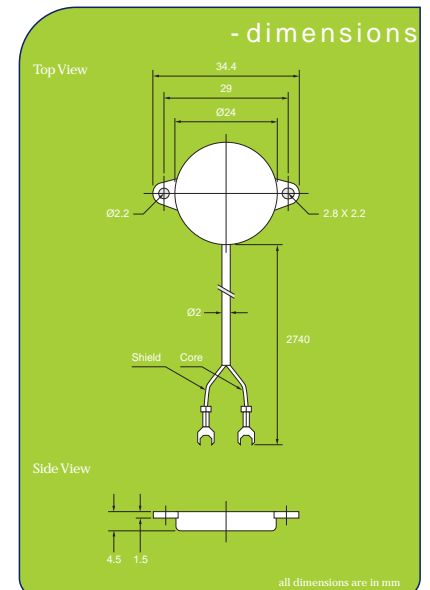 - dimensions
Top View
34.4
29
Ø24
Ø2.2
2.8 X 2.2
Ø2
2740
Shield Core
Side View
4.5 1.5
all dimensions are in mm